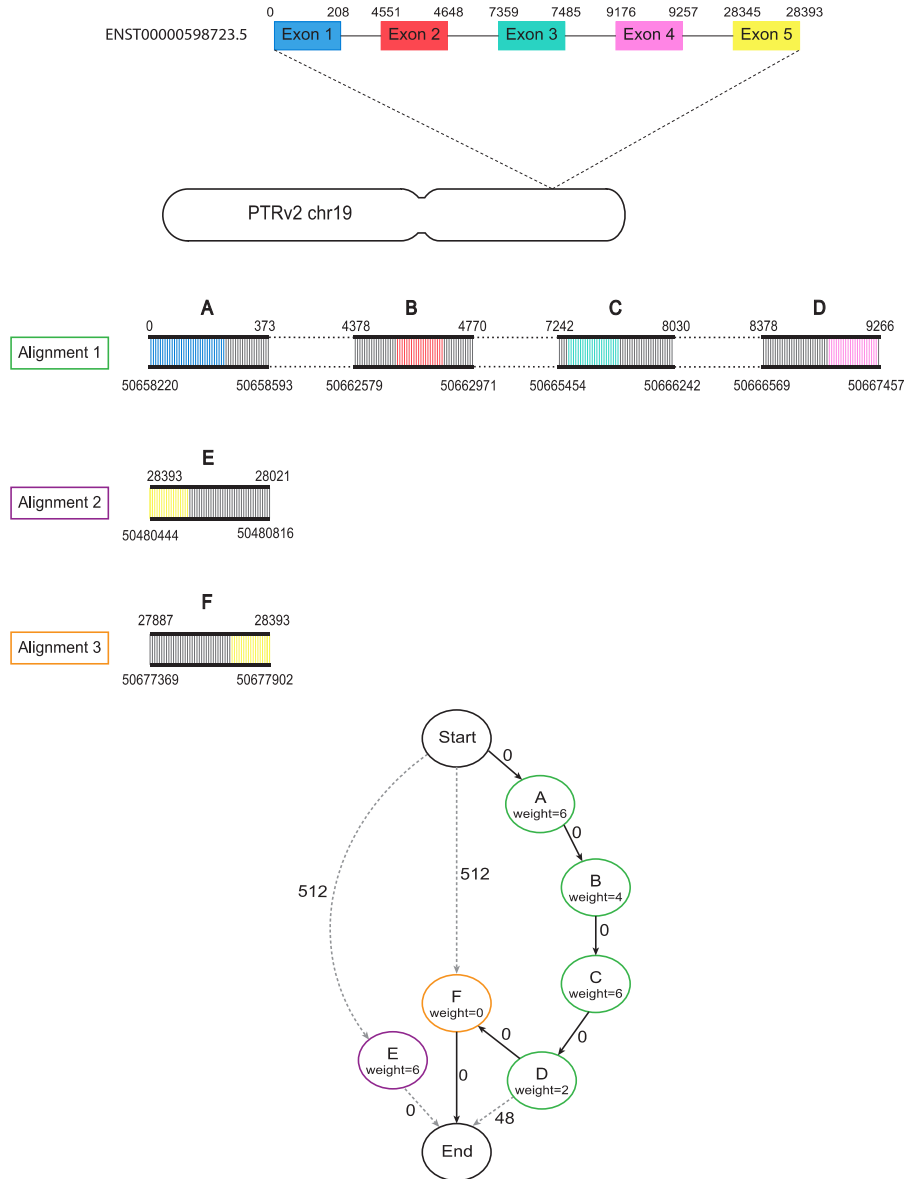 0 208 4551 4648 7359 7485 9176 9257 28345 28393
ENST00000598723.5 Exon 1 Exon 2 Exon 3 Exon 4 Exon 5
PTRv2 chr19
A B C D
0 373 4378 4770 7242 8030 8378 9266
Alignment 1
50658220 50658593 50662579 50662971 50665454 50666242 50666569 50667457
E
28393 28021
Alignment 2
50480444 50480816
F
27887 28393
Alignment 3
50677369 50677902
Start
0
A
weight=6
0
B
weight=4
512
512
0
C
weight=6
F
weight=0
0
0
E
weight=6
0
D
weight=2
0
48
End